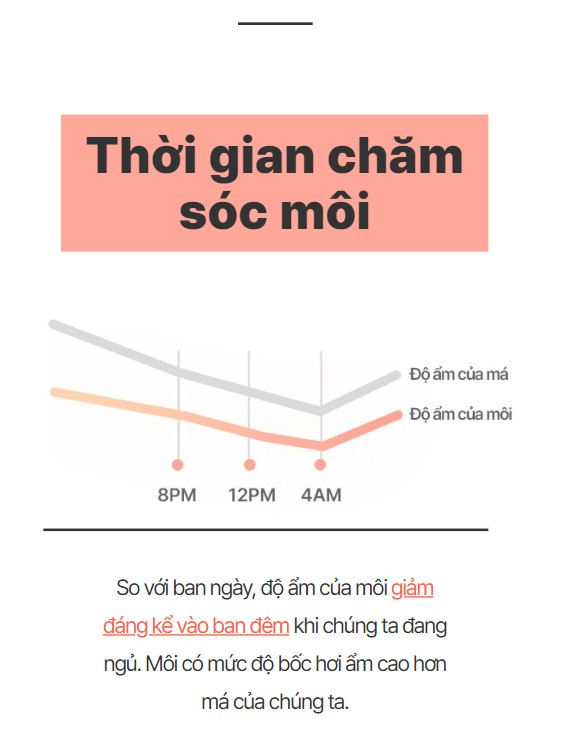 Thời gian chăm
sóc môi
Độ ẩm của má
Độ ẩm của môi
8PM 12PM 4AM
So với ban ngày, độ ẩm của môi giảm
đáng kể vào ban đêm khi chúng ta đang
ngủ. Môi có mức độ bốc hơi ẩm cao hơn
má của chúng ta.